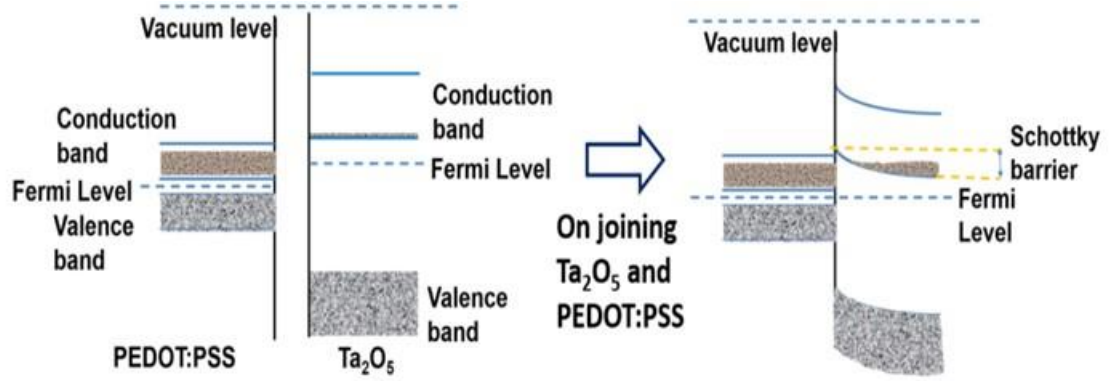 Vacuum level
Conduction
band
Fermi Level
Valence
band
PEDOT:PSS
Conduction
band
Fermi Level
Valence
band
Ta₂O₅
On joining
Ta₂O₅ and
PEDOT:PSS
Vacuum level
Schottky
barrier
Fermi
Level